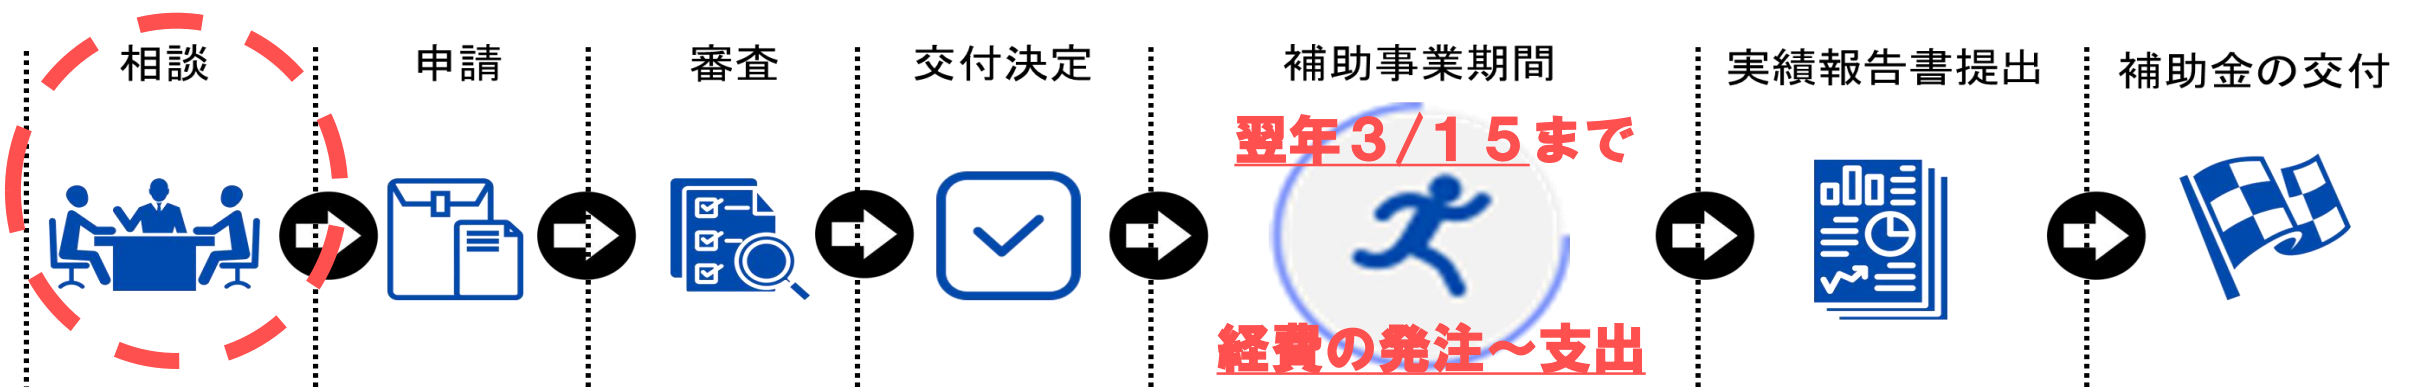 相談
申請
審査
交付決定
補助事業期間
翌年３/１５まで
経費の発注～支出
実績報告書提出
補助金の交付